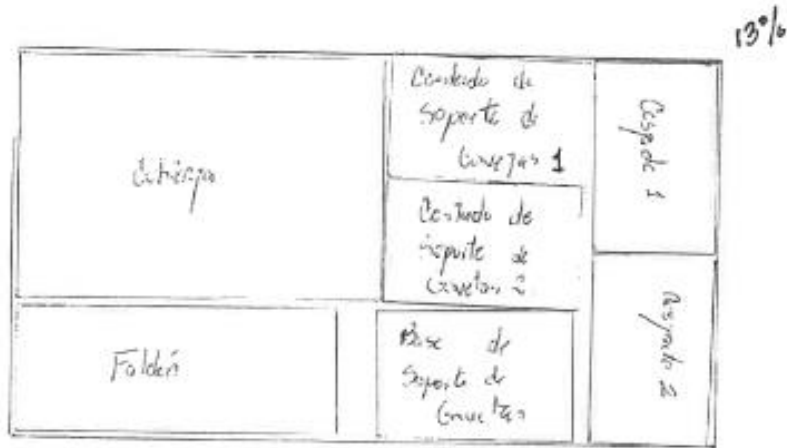 13%
Cubierta
Costado de
Soporte de
Gavetas 1
Costado de
soporte de
Gavetas 2
Faldón
Base de
Soporte de
Gavetas
Costado 1
Costado 2